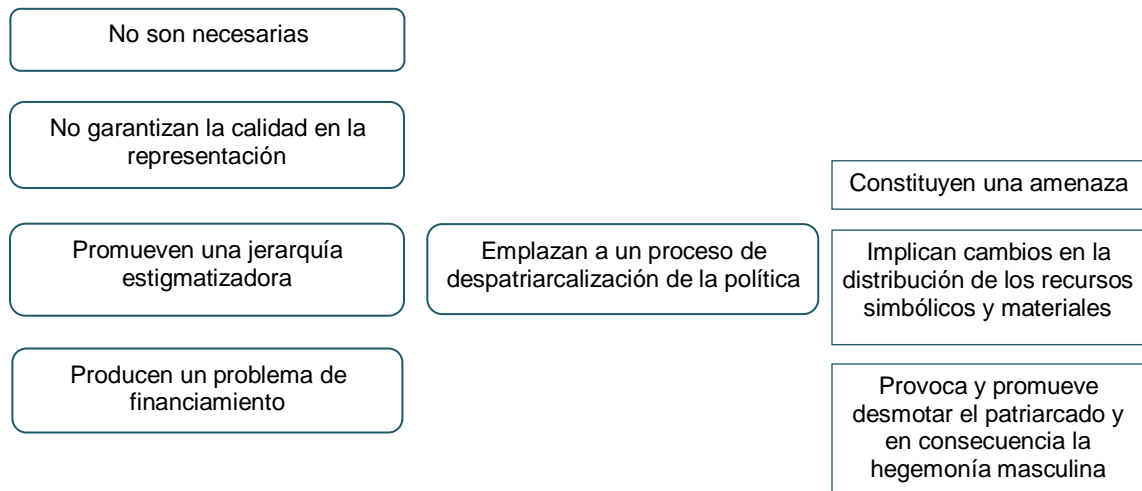 No son necesarias
No garantizan la calidad en la
representación
Promueven una jerarquía
estigmatizadora
Producen un problema de
financiamiento
Emplazan a un proceso de
despatriarcalización de la política
Constituyen una amenaza
Implican cambios en la
distribución de los recursos
simbólicos y materiales
Provoca y promueve
desmotar el patriarcado y
en consecuencia la
hegemonía masculina